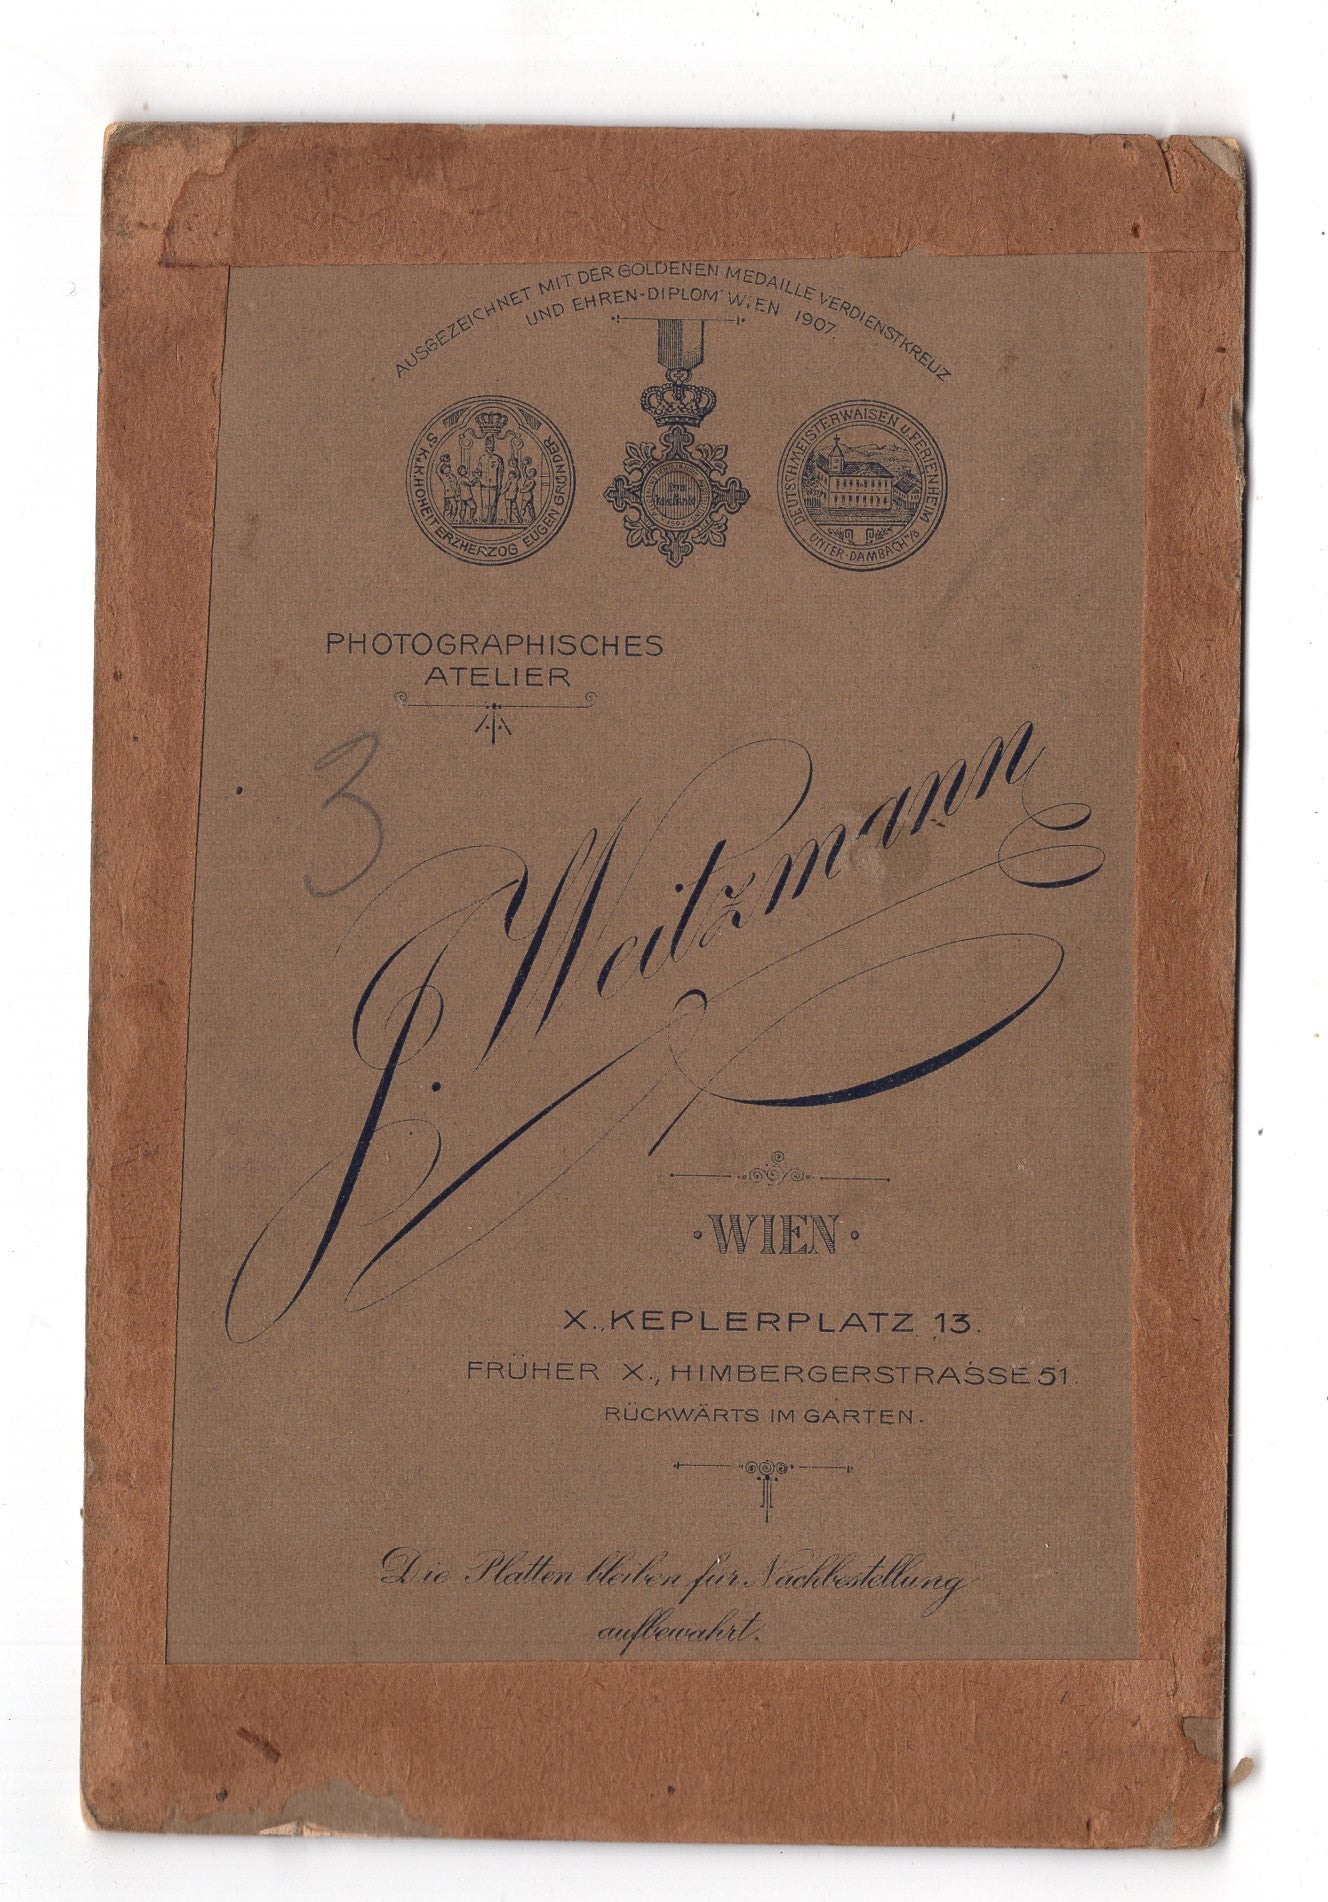 AUSGEZEICHNET MIT DER GOLDENEN MEDAILLE VERDIENSTKREUZ
UND EHREN-DIPLOM WIEN 1907.
S. K. u. K. HOHEIT ERZHERZOG EUGEN GRÜNDER
1902
DEUTSCHMEISTERWAISEN u. FERIENHEIM
UNTER-DAMBACH N/Ö
PHOTOGRAPHISCHES
ATELIER
3
J. Weitzmann
WIEN
X., KEPLERPLATZ 13.
FRÜHER X., HIMBERGERSTRASSE 51.
RÜCKWÄRTS IM GARTEN.
Die Platten bleiben für Nachbestellung
aufbewahrt.